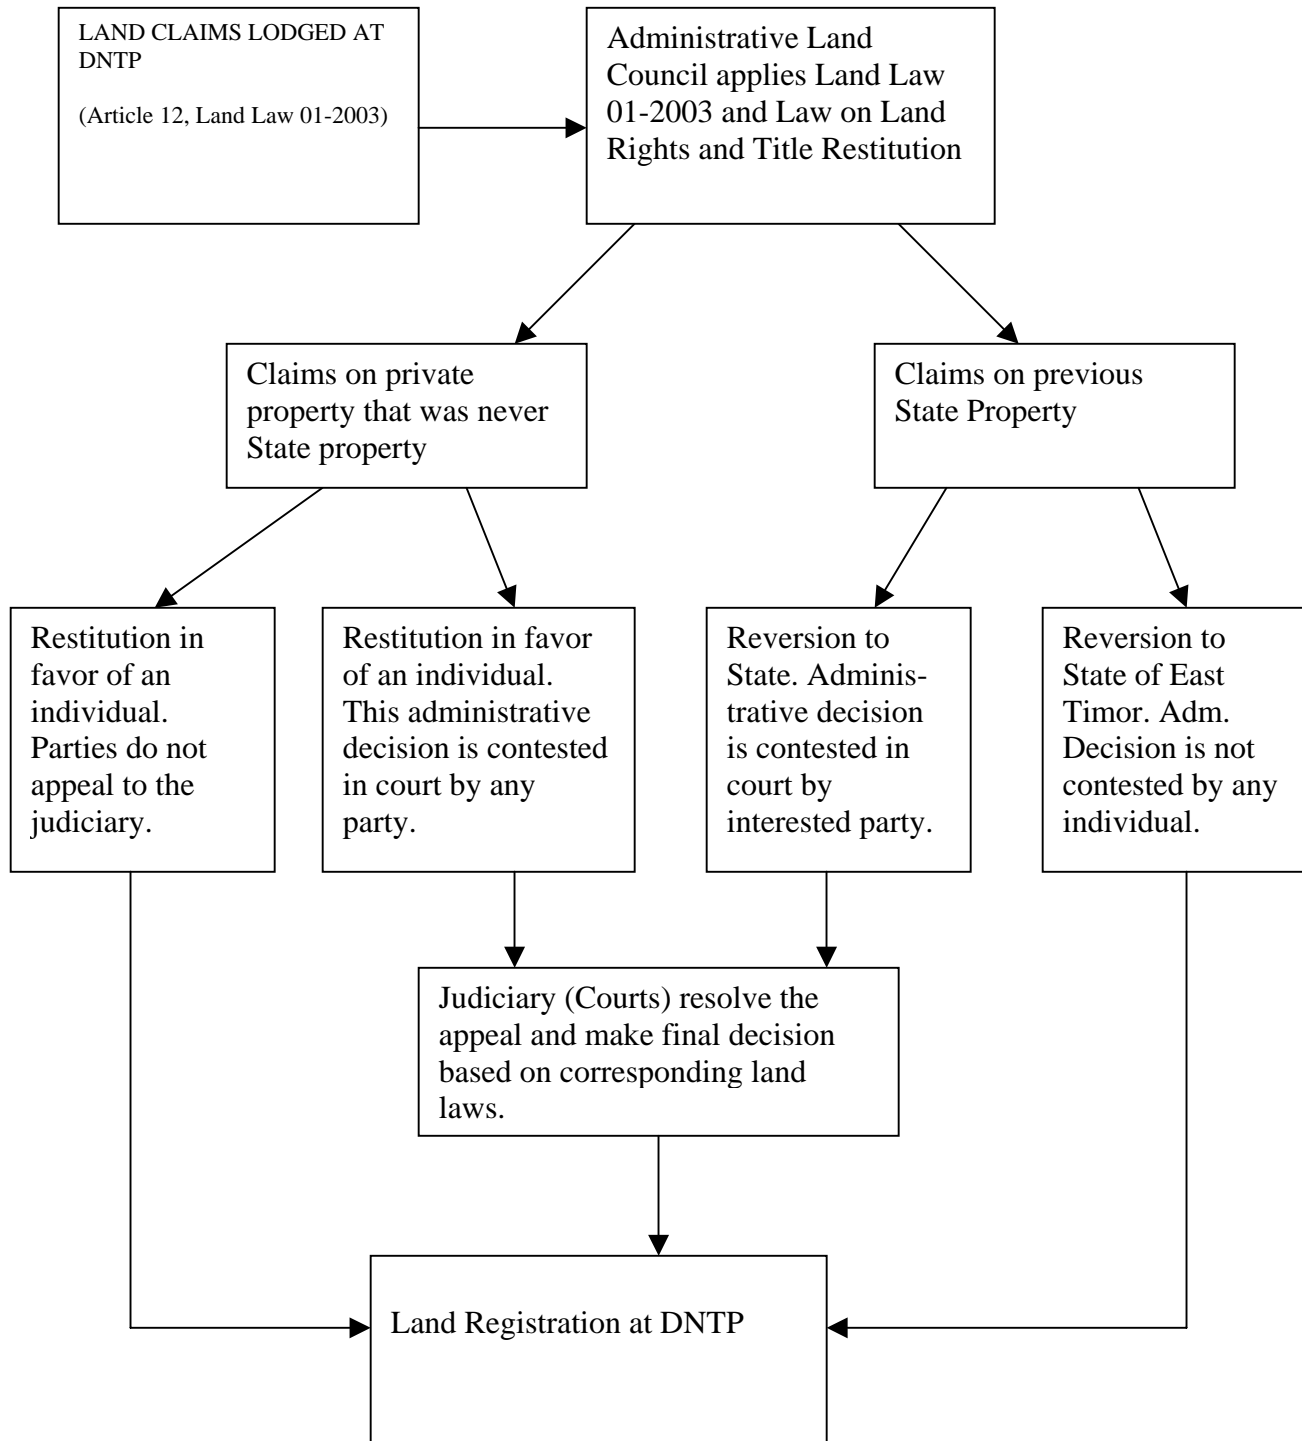 LAND CLAIMS LODGED AT
DNTP
(Article 12, Land Law 01-2003)
Administrative Land
Council applies Land Law
01-2003 and Law on Land
Rights and Title Restitution
Claims on private
property that was never
State property
Claims on previous
State Property
Restitution in
favor of an
individual.
Parties do not
appeal to the
judiciary.
Restitution in favor
of an individual.
This administrative
decision is contested
in court by any
party.
Reversion to
State. Adminis-
trative decision
is contested in
court by
interested party.
Reversion to
State of East
Timor. Adm.
Decision is not
contested by any
individual.
Judiciary (Courts) resolve the
appeal and make final decision
based on corresponding land
laws.
Land Registration at DNTP